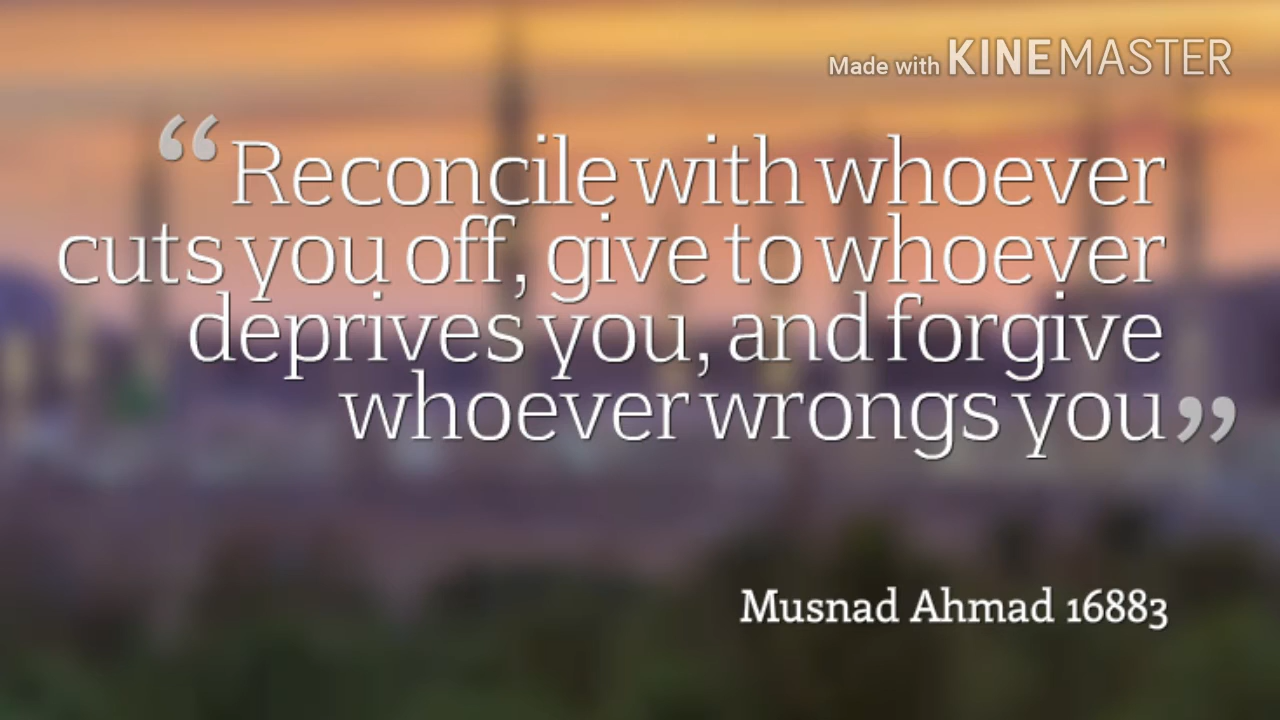 Made with KINEMASTER
“Reconcile with whoever
cuts you off, give to whoever
deprives you, and forgive
whoever wrongs you”
Musnad Ahmad 16883